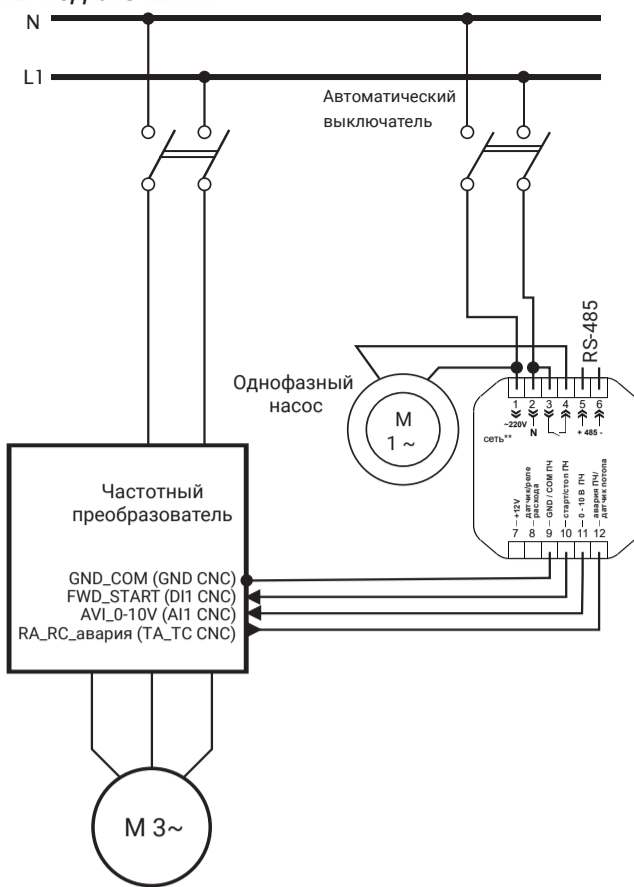 N
L1
Автоматический
выключатель
RS-485
Однофазный
насос
M
1 ~
1 2 3 4 5 6
~220V
N
+ 485 -
сеть**
7 – +12V
8 датчик/реле
расхода
9 – GND / COM ПЧ
10 – старт/стоп ПЧ
11 – 0 - 10 В ПЧ
12 авария ПЧ/
датчик потопа
Частотный
преобразователь
GND_COM (GND CNC)
FWD_START (DI1 CNC)
AVI_0-10V (AI1 CNC)
RA_RC_авария (TA_TC CNC)
M 3~